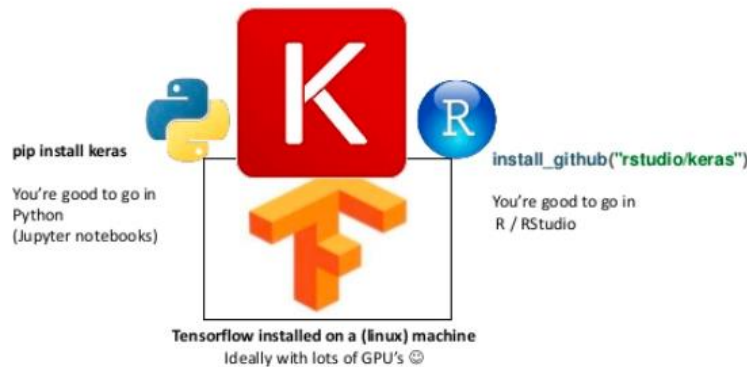 K
R
pip install keras
You're good to go in
Python
(Jupyter notebooks)
install_github("rstudio/keras")
You're good to go in
R / RStudio
Tensorflow installed on a (linux) machine
Ideally with lots of GPU's ☺